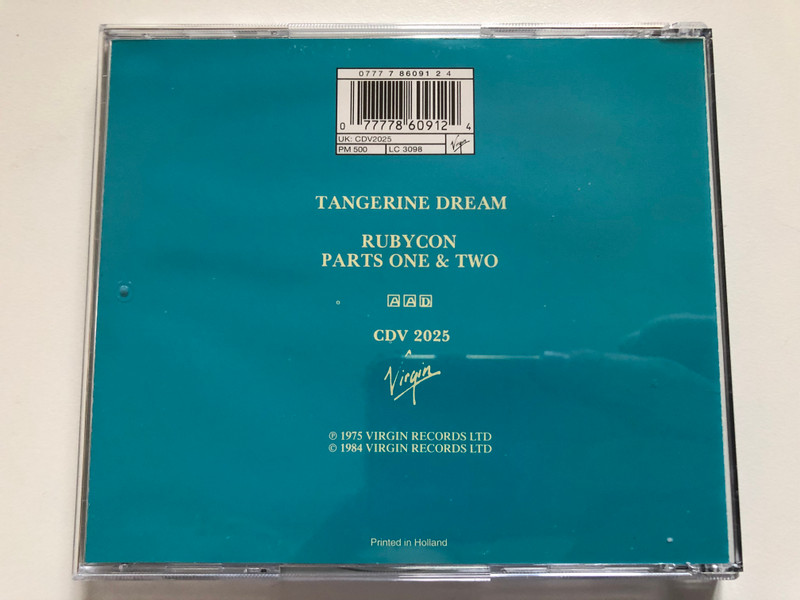 0777 7 86091 2 4
0 77778 60912 4
UK: CDV2025
PM 500 LC 3098 Virgin
TANGERINE DREAM
RUBYCON
PARTS ONE & TWO
AAD
CDV 2025
Virgin
℗ 1975 VIRGIN RECORDS LTD
© 1984 VIRGIN RECORDS LTD
Printed in Holland